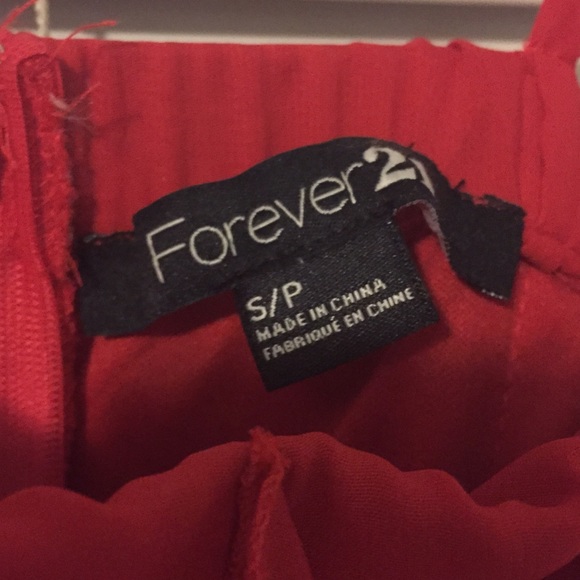 Forever 21
S/P
MADE IN CHINA
FABRIQUÉ EN CHINE